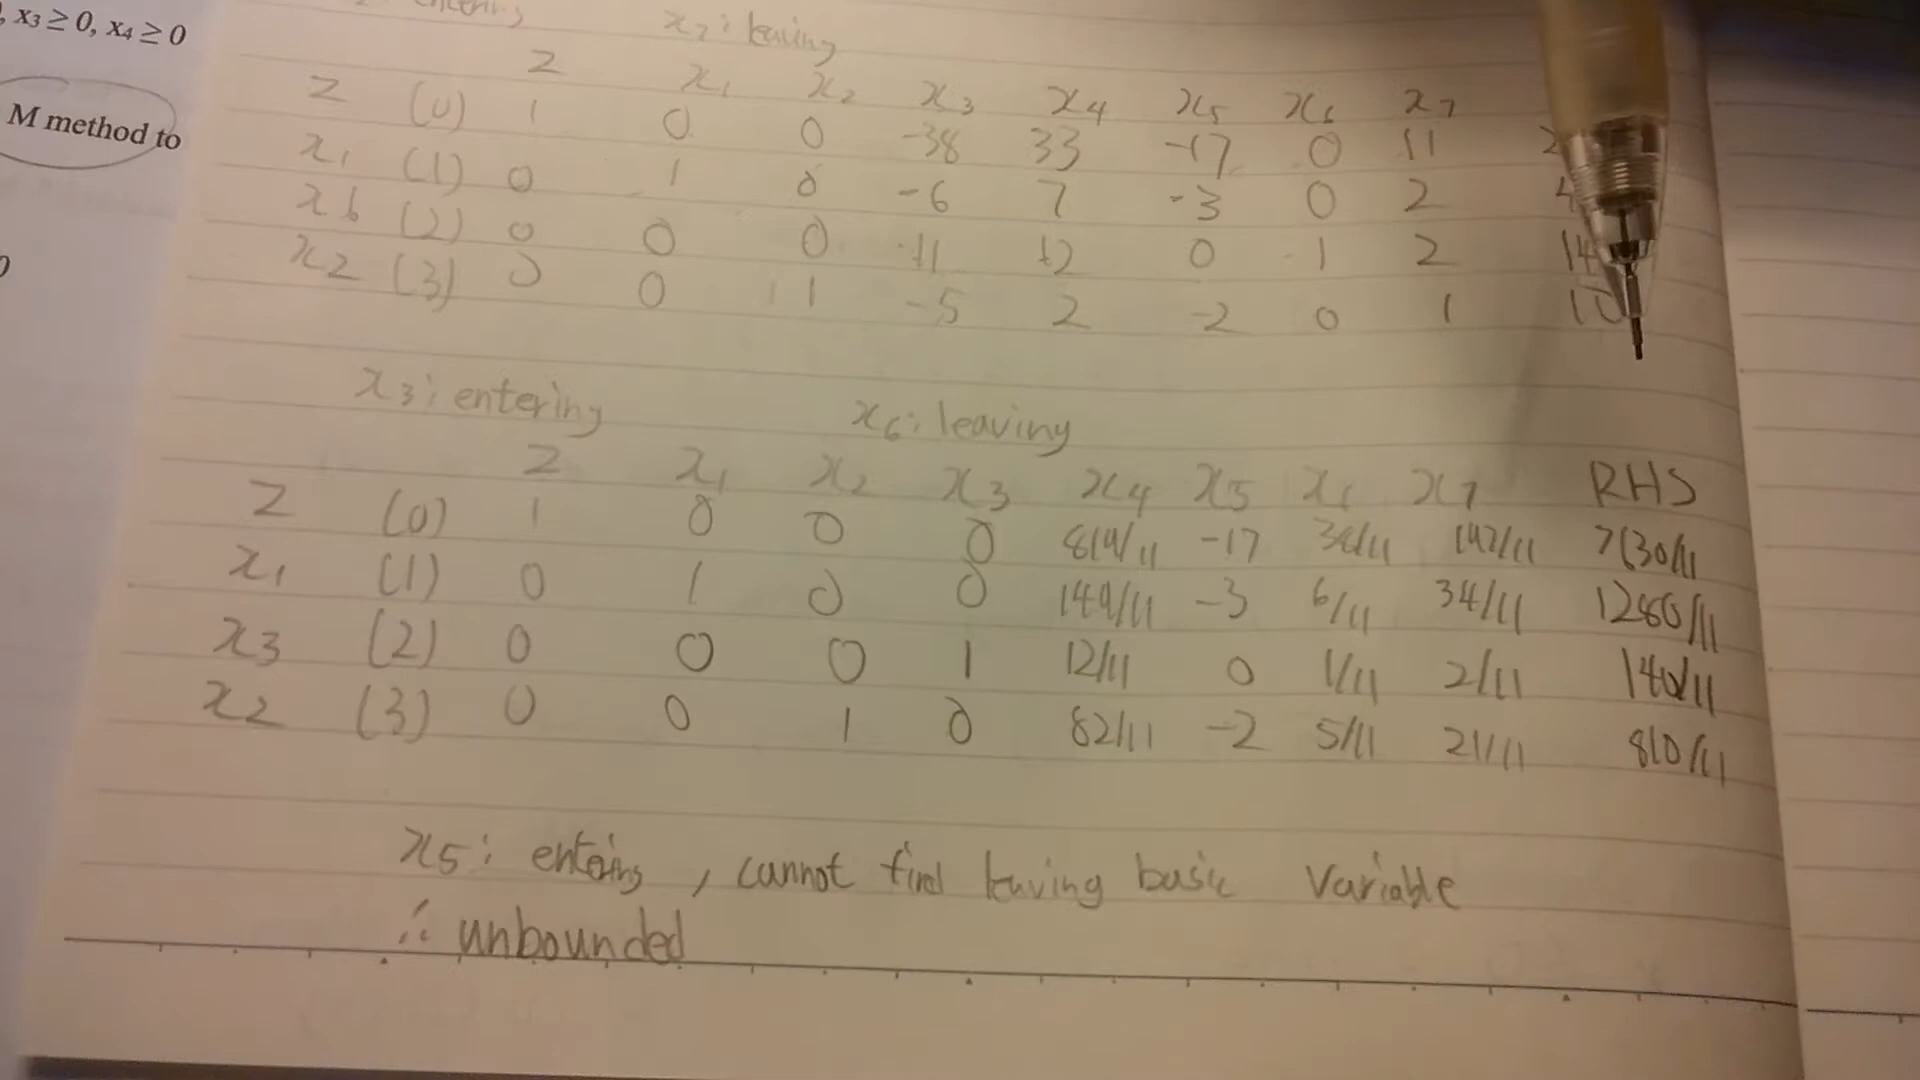 , x₃ ≥ 0, x₄ ≥ 0
M method to
x₂: leaving
z x₁ x₂ x₃ x₄ x₅ x₆ x₇
z (0) 1 0 0 -38 33 -17 0 11
x₁ (1) 0 1 0 -6 7 -3 0 2
x₆ (2) 0 0 0 11 12 0 1 2
x₂ (3) 0 0 1 -5 2 -2 0 1
x₃: entering x₆: leaving
z x₁ x₂ x₃ x₄ x₅ x₆ x₇ RHS
z (0) 1 0 0 0 819/11 -17 38/11 7630/11
x₁ (1) 0 1 0 0 149/11 -3 6/11 34/11 1280/11
x₃ (2) 0 0 0 1 12/11 0 1/11 2/11 140/11
x₂ (3) 0 0 1 0 82/11 -2 5/11 21/11 810/11
x₅: entering, cannot find leaving basic variable
∴ unbounded